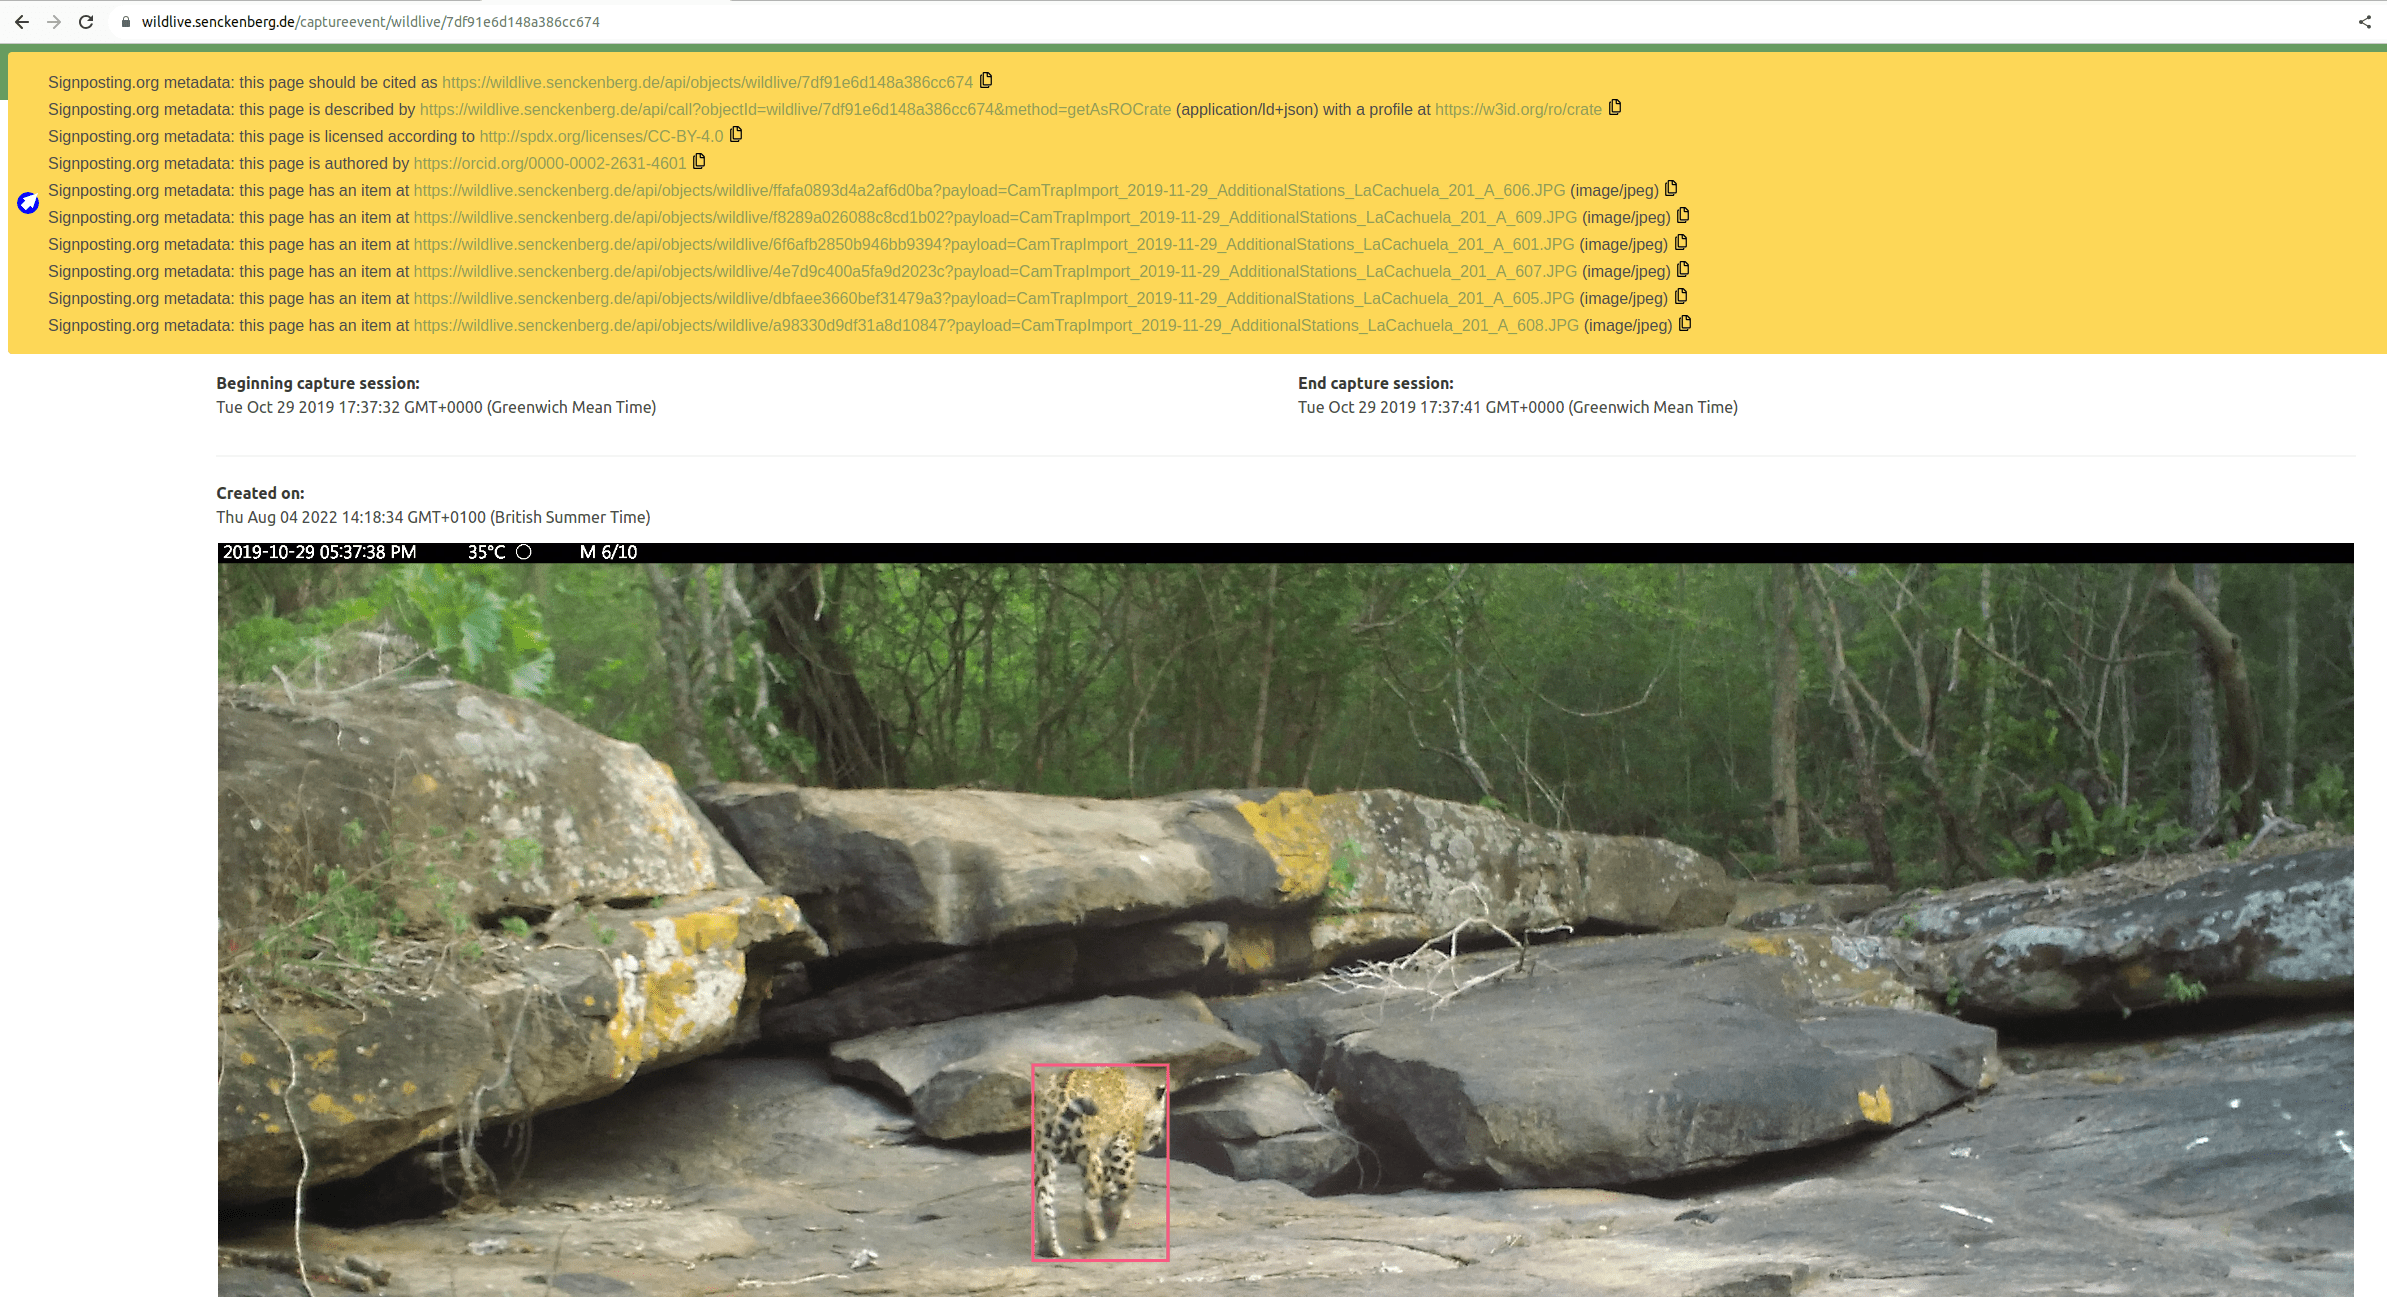 wildlive.senckenberg.de/captureevent/wildlive/7df91e6d148a386cc674
Signposting.org metadata: this page should be cited as https://wildlive.senckenberg.de/api/objects/wildlive/7df91e6d148a386cc674
Signposting.org metadata: this page is described by https://wildlive.senckenberg.de/api/call?objectId=wildlive/7df91e6d148a386cc674&method=getAsROCrate (application/ld+json) with a profile at https://w3id.org/ro/crate
Signposting.org metadata: this page is licensed according to http://spdx.org/licenses/CC-BY-4.0
Signposting.org metadata: this page is authored by https://orcid.org/0000-0002-2631-4601
Signposting.org metadata: this page has an item at https://wildlive.senckenberg.de/api/objects/wildlive/ffafa0893d4a2af6d0ba?payload=CamTrapImport_2019-11-29_AdditionalStations_LaCachuela_201_A_606.JPG (image/jpeg)
Signposting.org metadata: this page has an item at https://wildlive.senckenberg.de/api/objects/wildlive/f8289a026088c8cd1b02?payload=CamTrapImport_2019-11-29_AdditionalStations_LaCachuela_201_A_609.JPG (image/jpeg)
Signposting.org metadata: this page has an item at https://wildlive.senckenberg.de/api/objects/wildlive/6f6afb2850b946bb9394?payload=CamTrapImport_2019-11-29_AdditionalStations_LaCachuela_201_A_601.JPG (image/jpeg)
Signposting.org metadata: this page has an item at https://wildlive.senckenberg.de/api/objects/wildlive/4e7d9c400a5fa9d2023c?payload=CamTrapImport_2019-11-29_AdditionalStations_LaCachuela_201_A_607.JPG (image/jpeg)
Signposting.org metadata: this page has an item at https://wildlive.senckenberg.de/api/objects/wildlive/dbfaee3660bef31479a3?payload=CamTrapImport_2019-11-29_AdditionalStations_LaCachuela_201_A_605.JPG (image/jpeg)
Signposting.org metadata: this page has an item at https://wildlive.senckenberg.de/api/objects/wildlive/a98330d9df31a8d10847?payload=CamTrapImport_2019-11-29_AdditionalStations_LaCachuela_201_A_608.JPG (image/jpeg)
Beginning capture session:
Tue Oct 29 2019 17:37:32 GMT+0000 (Greenwich Mean Time)
End capture session:
Tue Oct 29 2019 17:37:41 GMT+0000 (Greenwich Mean Time)
Created on:
Thu Aug 04 2022 14:18:34 GMT+0100 (British Summer Time)
2019-10-29 05:37:38 PM 35°C M 6/10